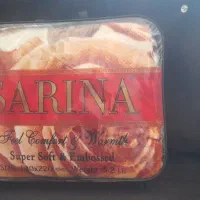 SARINA
Feel Comfort & Warmth
Super Soft & Embossed